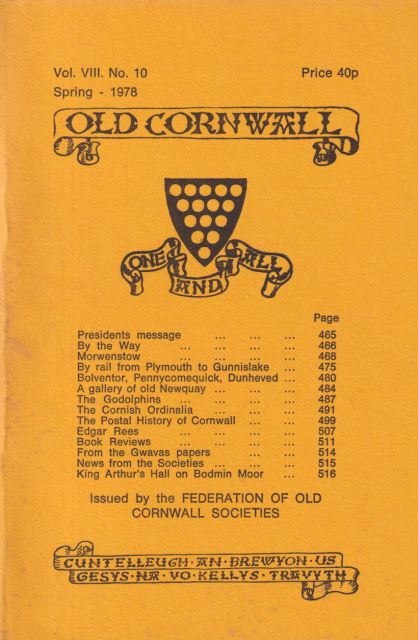 Vol. VIII. No. 10 Price 40p
Spring - 1978
OLD CORNWALL
ONE AND ALL
Page
Presidents message ... ... ... 465
By the Way ... ... ... ... 466
Morwenstow ... ... ... ... 468
By rail from Plymouth to Gunnislake ... 475
Bolventor, Pennycomequick, Dunheved ... 480
A gallery of old Newquay ... ... ... 484
The Godolphins ... ... ... ... 487
The Cornish Ordinalia ... ... ... 491
The Postal History of Cornwall ... ... 499
Edgar Rees ... ... ... ... 507
Book Reviews ... ... ... ... 511
From the Gwavas papers ... ... 514
News from the Societies ... ... ... 515
King Arthur's Hall on Bodmin Moor ... 516
Issued by the FEDERATION OF OLD
CORNWALL SOCIETIES
CUNTELLEUGH · AN · BREWYON · US
GESYS · NA · VO · KELLYS · TRAVYTH